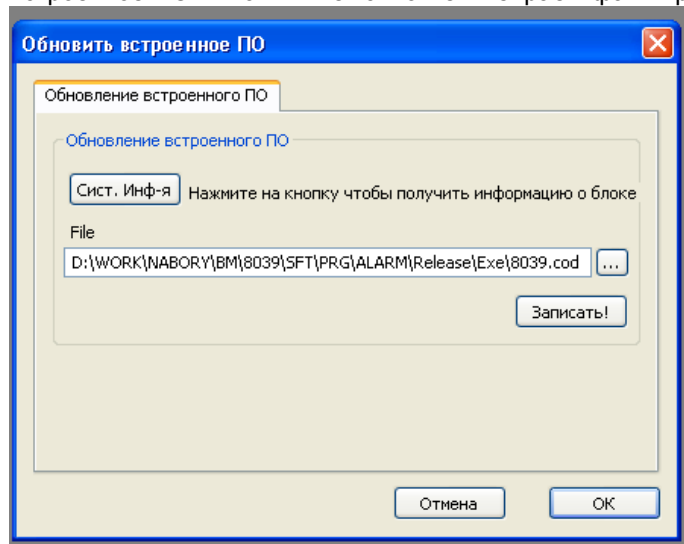 Обновить встроенное ПО
Обновление встроенного ПО
Обновление встроенного ПО
Сист. Инф-я Нажмите на кнопку чтобы получить информацию о блоке
File
D:\WORK\NABORY\BM\8039\SFT\PRG\ALARM\Release\Exe\8039.cod ...
Записать!
Отмена OK